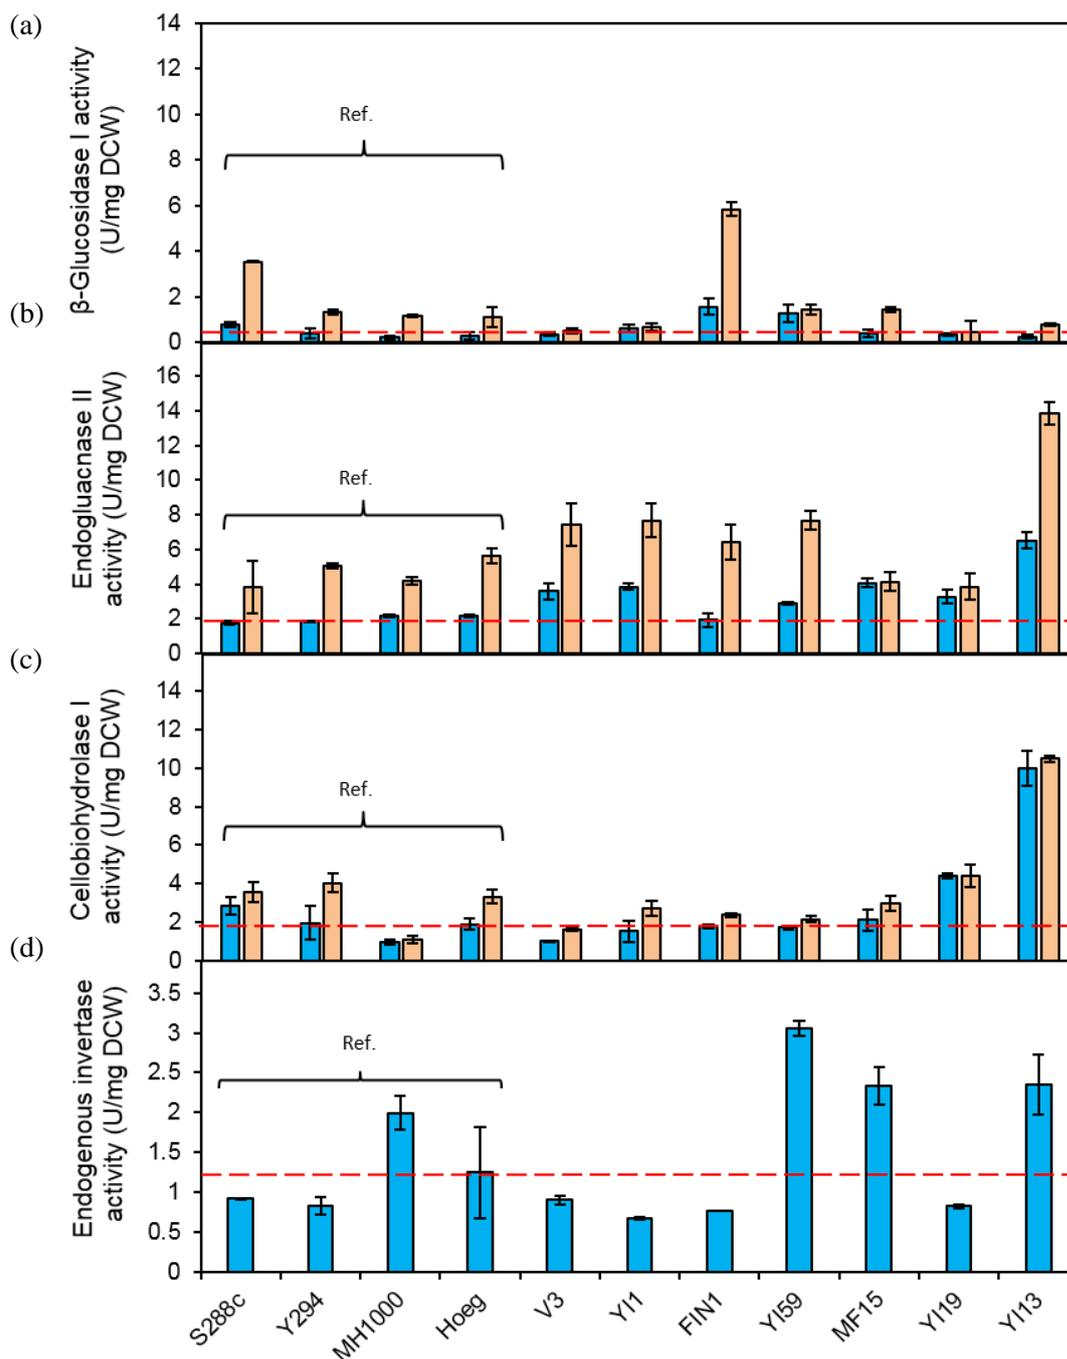 (a)
β-Glucosidase I activity
(U/mg DCW)
14
12
10
8
6
4
2
0
Ref.
(b)
Endogluacnase II
activity (U/mg DCW)
16
14
12
10
8
6
4
2
0
Ref.
(c)
Cellobiohydrolase I
activity (U/mg DCW)
14
12
10
8
6
4
2
0
Ref.
(d)
Endogenous invertase
activity (U/mg DCW)
3.5
3
2.5
2
1.5
1
0.5
0
Ref.
S288c
Y294
MH1000
Hoeg
V3
YI1
FIN1
YI59
MF15
YI19
YI13